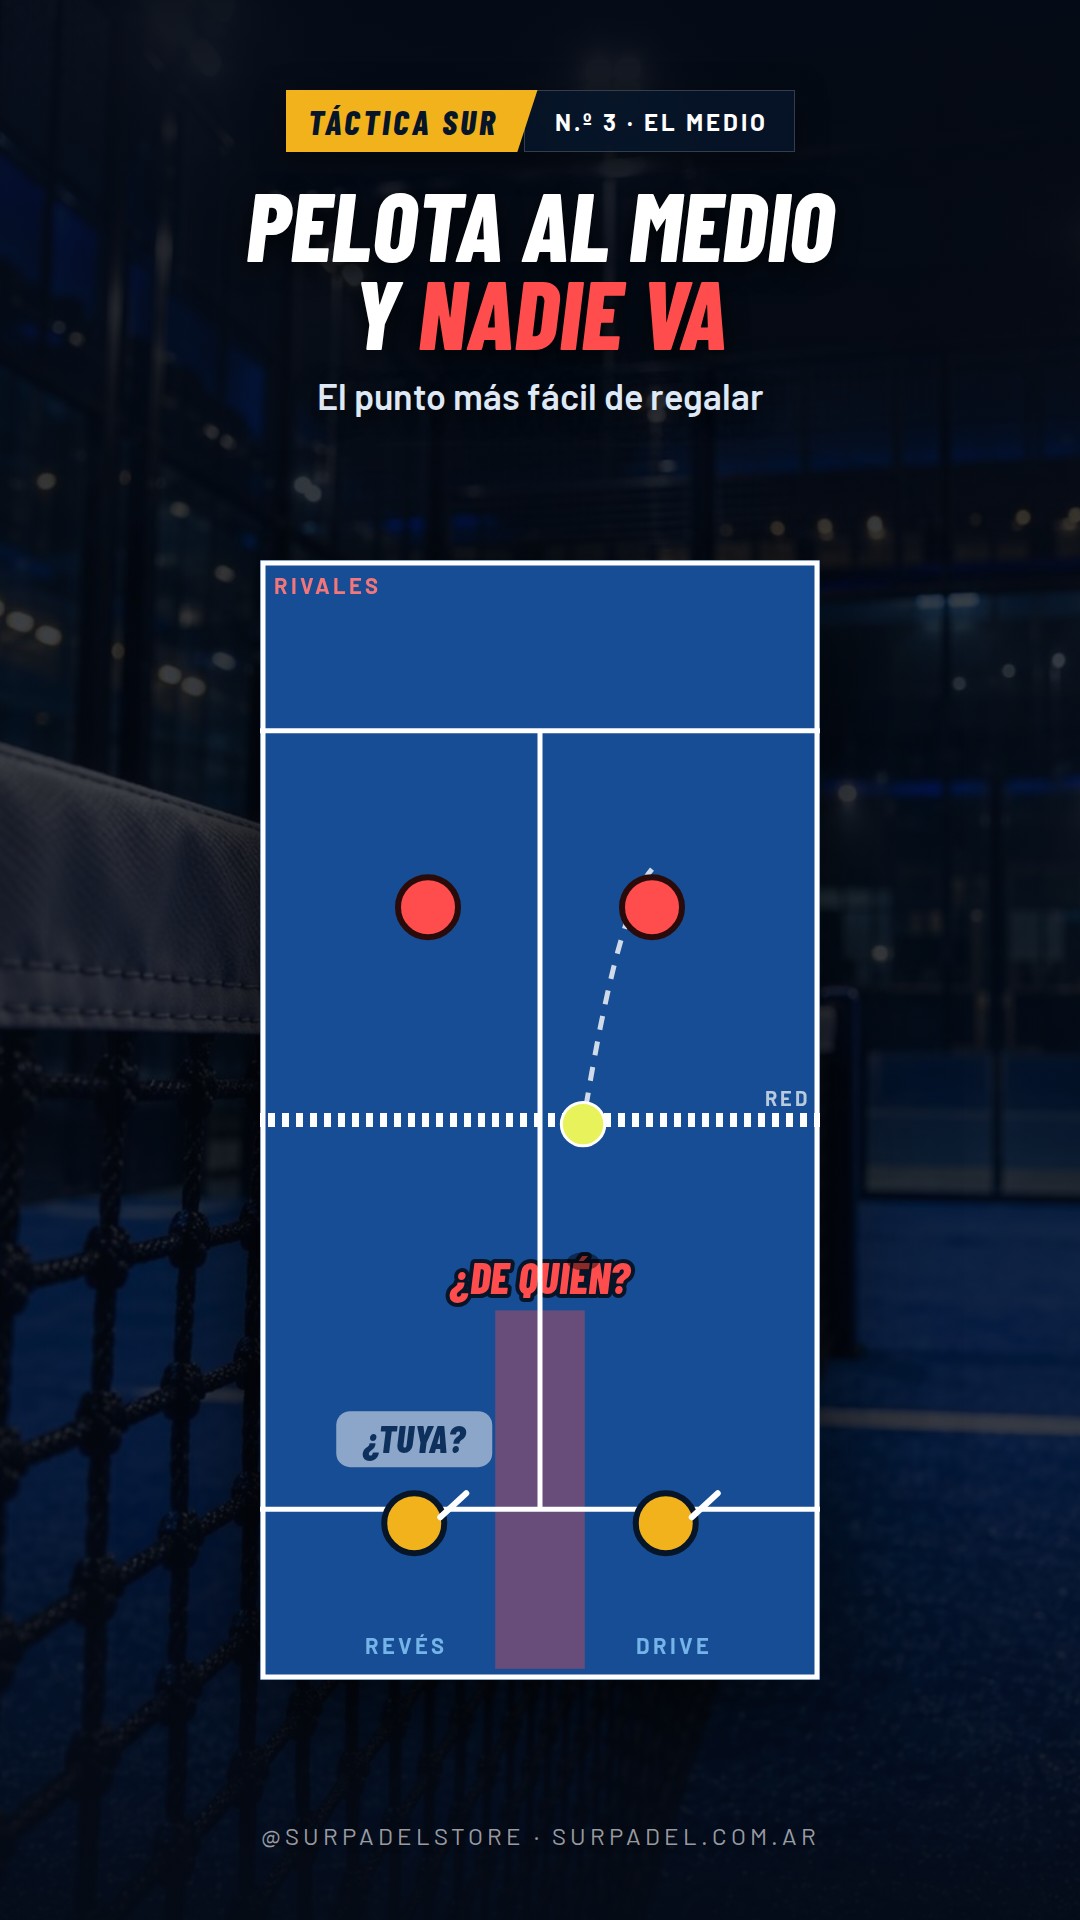 TÁCTICA SUR
N.º 3 · EL MEDIO
PELOTA AL MEDIO
Y NADIE VA
El punto más fácil de regalar
RIVALES
RED
¿DE QUIÉN?
¿TUYA?
REVÉS
DRIVE
@SURPADELSTORE · SURPADEL.COM.AR